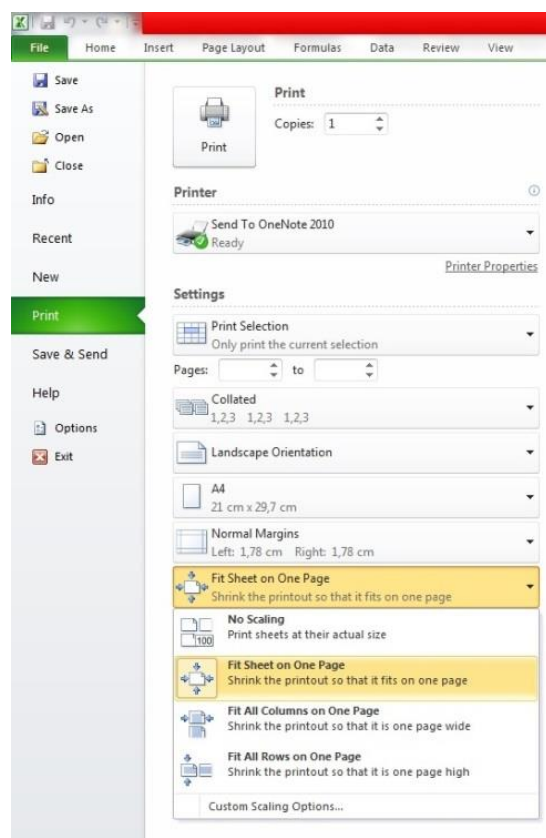 File Home Insert Page Layout Formulas Data Review View
Save
Save As
Open
Close
Info
Recent
New
Print
Save & Send
Help
Options
Exit
Print
Print
Copies: 1
Printer
Send To OneNote 2010
Ready
Printer Properties
Settings
Print Selection
Only print the current selection
Pages: to
Collated
1,2,3 1,2,3 1,2,3
Landscape Orientation
A4
21 cm x 29,7 cm
Normal Margins
Left: 1,78 cm Right: 1,78 cm
Fit Sheet on One Page
Shrink the printout so that it fits on one page
No Scaling
Print sheets at their actual size
100
Fit Sheet on One Page
Shrink the printout so that it fits on one page
Fit All Columns on One Page
Shrink the printout so that it is one page wide
Fit All Rows on One Page
Shrink the printout so that it is one page high
Custom Scaling Options...